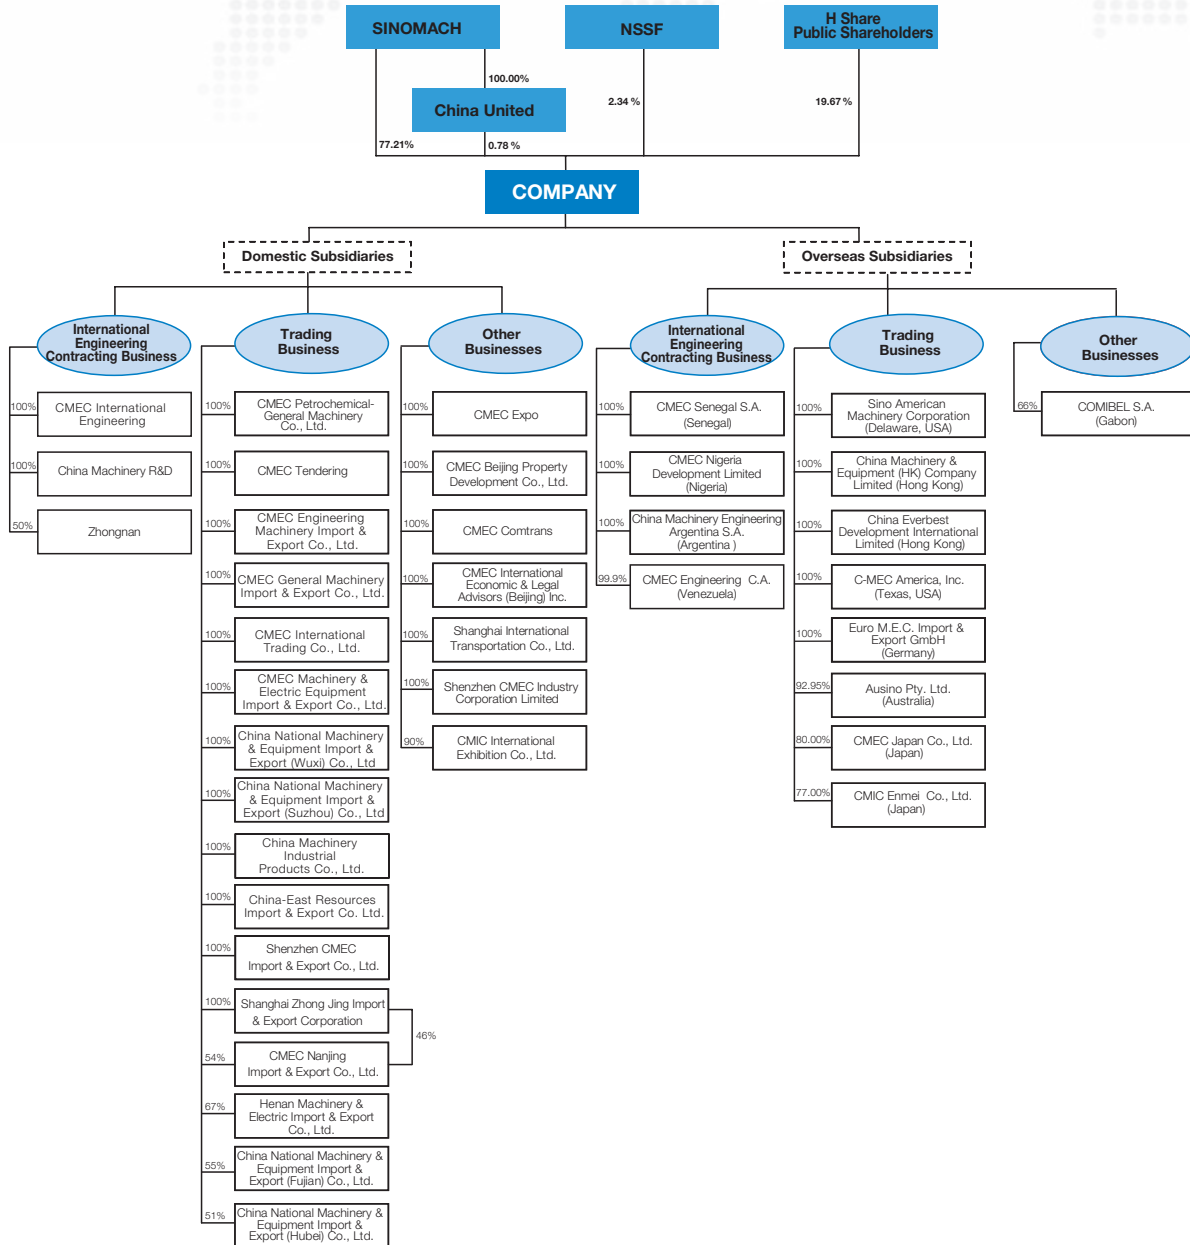 SINOMACH
NSSF
H Share
Public Shareholders
100.00%
China United
2.34 %
19.67 %
77.21%
0.78 %
COMPANY
Domestic Subsidiaries
Overseas Subsidiaries
International
Engineering
Contracting Business
100%
CMEC International
Engineering
100%
China Machinery R&D
50%
Zhongnan
Trading
Business
100%
CMEC Petrochemical-
General Machinery
Co., Ltd.
100%
CMEC Tendering
100%
CMEC Engineering
Machinery Import &
Export Co., Ltd.
100%
CMEC General Machinery
Import & Export Co., Ltd.
100%
CMEC International
Trading Co., Ltd.
100%
CMEC Machinery &
Electric Equipment
Import & Export Co., Ltd.
100%
China National Machinery
& Equipment Import &
Export (Wuxi) Co., Ltd
100%
China National Machinery
& Equipment Import &
Export (Suzhou) Co., Ltd
100%
China Machinery
Industrial
Products Co., Ltd.
100%
China-East Resources
Import & Export Co. Ltd.
100%
Shenzhen CMEC
Import & Export Co., Ltd.
100%
Shanghai Zhong Jing Import
& Export Corporation
46%
54%
CMEC Nanjing
Import & Export Co., Ltd.
67%
Henan Machinery &
Electric Import & Export
Co., Ltd.
55%
China National Machinery &
Equipment Import &
Export (Fujian) Co., Ltd.
51%
China National Machinery &
Equipment Import &
Export (Hubei) Co., Ltd.
Other
Businesses
100%
CMEC Expo
100%
CMEC Beijing Property
Development Co., Ltd.
100%
CMEC Comtrans
100%
CMEC International
Economic & Legal
Advisors (Beijing) Inc.
100%
Shanghai International
Transportation Co., Ltd.
100%
Shenzhen CMEC Industry
Corporation Limited
90%
CMIC International
Exhibition Co., Ltd.
International
Engineering
Contracting Business
100%
CMEC Senegal S.A.
(Senegal)
100%
CMEC Nigeria
Development Limited
(Nigeria)
100%
China Machinery Engineering
Argentina S.A.
(Argentina )
99.9%
CMEC Engineering C.A.
(Venezuela)
Trading
Business
100%
Sino American
Machinery Corporation
(Delaware, USA)
100%
China Machinery &
Equipment (HK) Company
Limited (Hong Kong)
100%
China Everbest
Development International
Limited (Hong Kong)
100%
C-MEC America, Inc.
(Texas, USA)
100%
Euro M.E.C. Import &
Export GmbH
(Germany)
92.95%
Ausino Pty. Ltd.
(Australia)
80.00%
CMEC Japan Co., Ltd.
(Japan)
77.00%
CMIC Enmei Co., Ltd.
(Japan)
Other
Businesses
66%
COMIBEL S.A.
(Gabon)